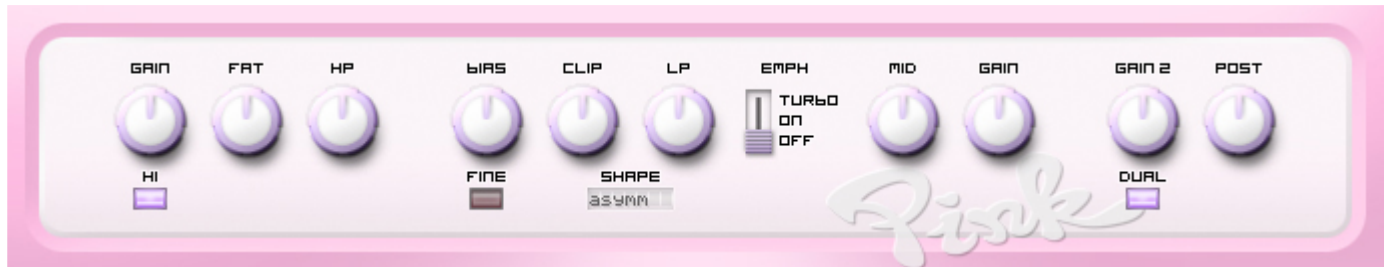 GAIN FAT HP BIAS CLIP LP EMPH MID GAIN GAIN 2 POST
TURBO
ON
OFF
HI FINE SHAPE DUAL
asymm
Pink